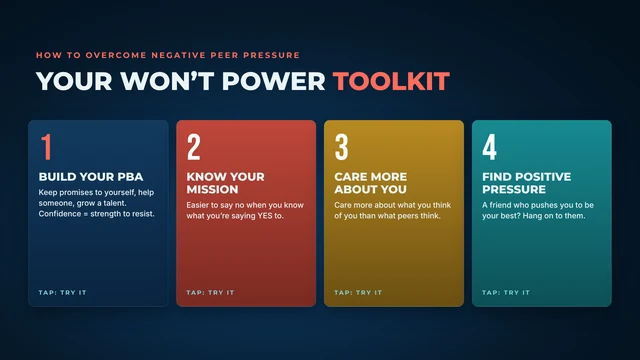 HOW TO OVERCOME NEGATIVE PEER PRESSURE
YOUR WON'T POWER TOOLKIT
1
BUILD YOUR PBA
Keep promises to yourself, help
someone, grow a talent.
Confidence = strength to resist.
TAP: TRY IT
2
KNOW YOUR
MISSION
Easier to say no when you know
what you're saying YES to.
TAP: TRY IT
3
CARE MORE
ABOUT YOU
Care more about what you think
of you than what peers think.
TAP: TRY IT
4
FIND POSITIVE
PRESSURE
A friend who pushes you to be
your best? Hang on to them.
TAP: TRY IT